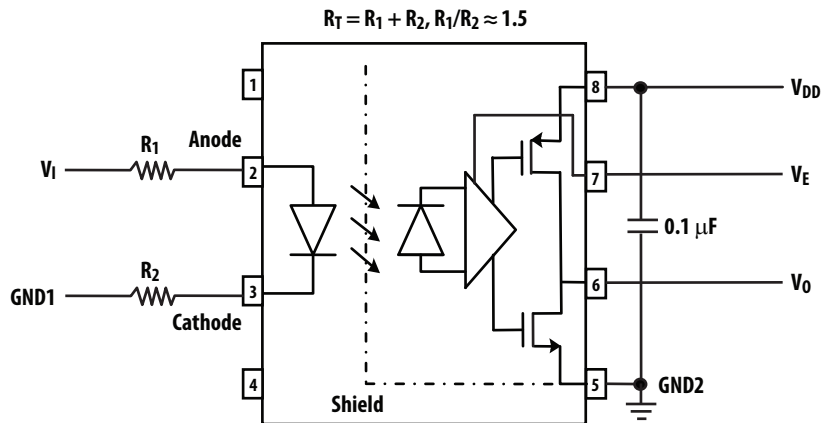 R_T = R_1 + R_2, R_1/R_2 ≈ 1.5
1
8
V_DD
R_1
Anode
V_I
2
7
V_E
0.1 μF
R_2
GND1
3
6
V_O
Cathode
4
5
GND2
Shield